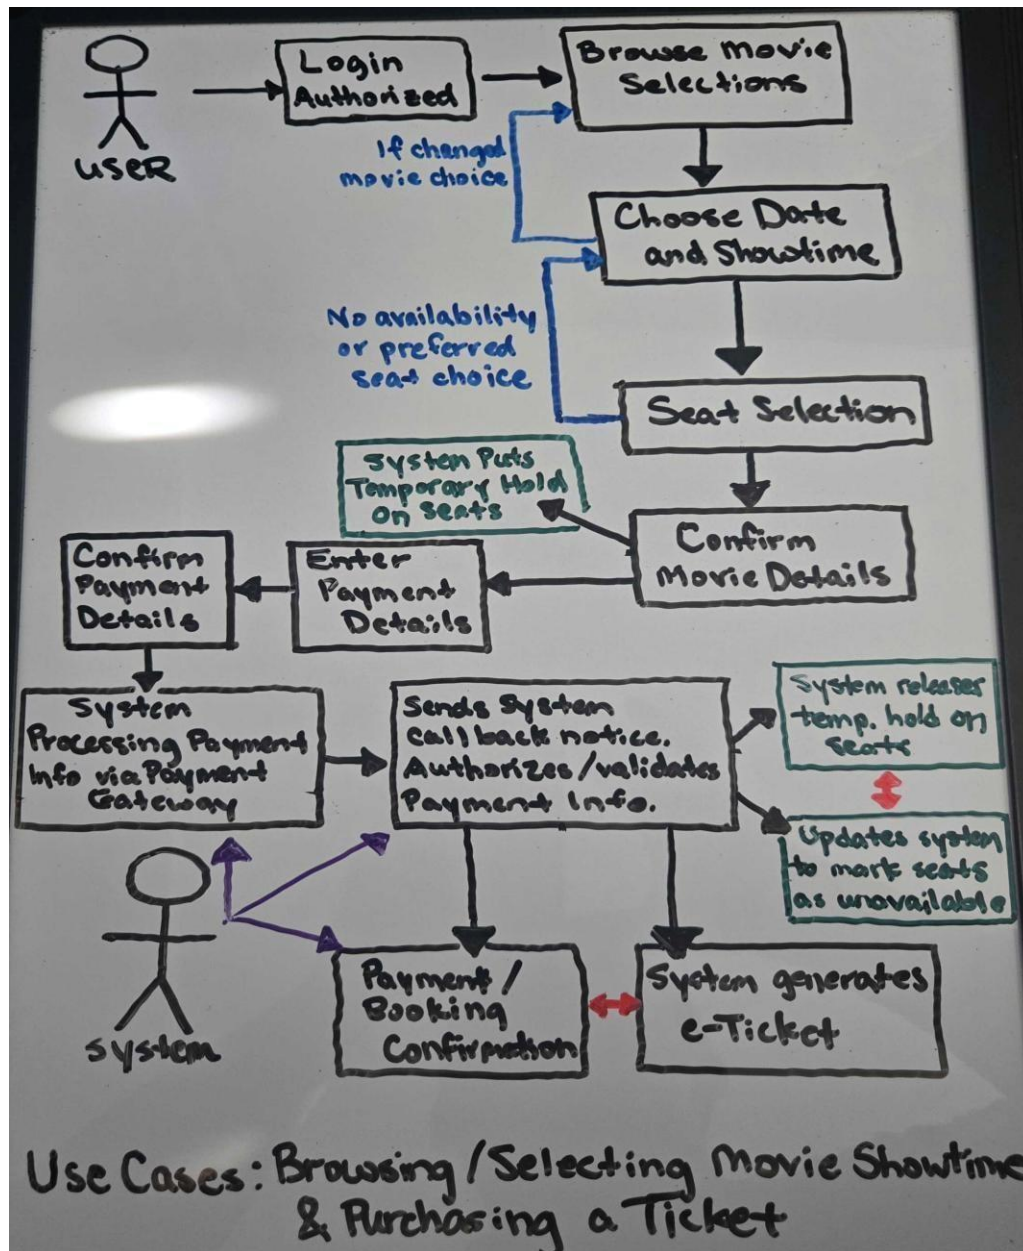 USER
Login
Authorized
Browse Movie
Selections
If changed
movie choice
Choose Date
and Showtime
No availability
or preferred
seat choice
Seat Selection
System Puts
Temporary Hold
on seats
Confirm
Movie Details
Enter
Payment
Details
Confirm
Payment
Details
System
Processing Payment
Info via Payment
Gateway
Sends System
Callback notice.
Authorizes/validates
Payment Info.
System releaser
temp. hold on
seats
Updates system
to mark seats
as unavailable
system
Payment/
Booking
Confirmation
System generates
e-Ticket
Use Cases: Browsing/Selecting Movie Showtime
& Purchasing a Ticket